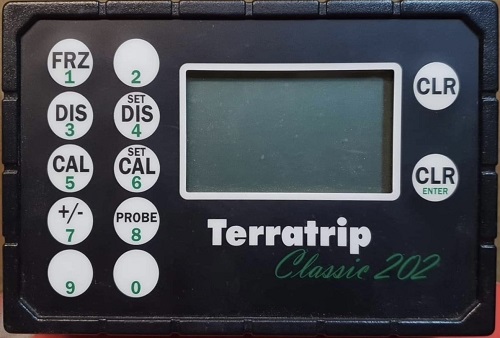 FRZ
1
2
CLR
DIS
3
SET
DIS
4
CAL
5
SET
CAL
6
CLR
ENTER
+/-
7
PROBE
8
Terratrip
Classic 202
9
0